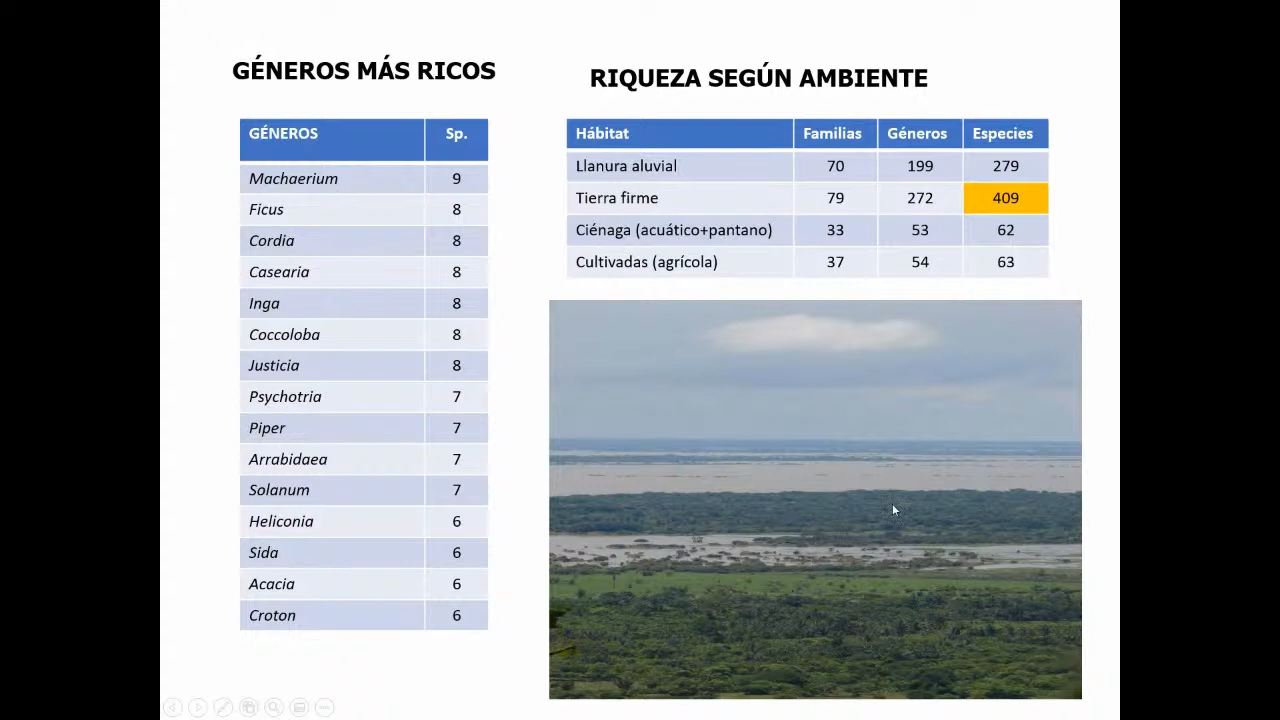 GÉNEROS MÁS RICOS
GÉNEROS Sp.
Machaerium 9
Ficus 8
Cordia 8
Casearia 8
Inga 8
Coccoloba 8
Justicia 8
Psychotria 7
Piper 7
Arrabidaea 7
Solanum 7
Heliconia 6
Sida 6
Acacia 6
Croton 6
RIQUEZA SEGÚN AMBIENTE
Hábitat Familias Géneros Especies
Llanura aluvial 70 199 279
Tierra firme 79 272 409
Ciénaga (acuático+pantano) 33 53 62
Cultivadas (agrícola) 37 54 63